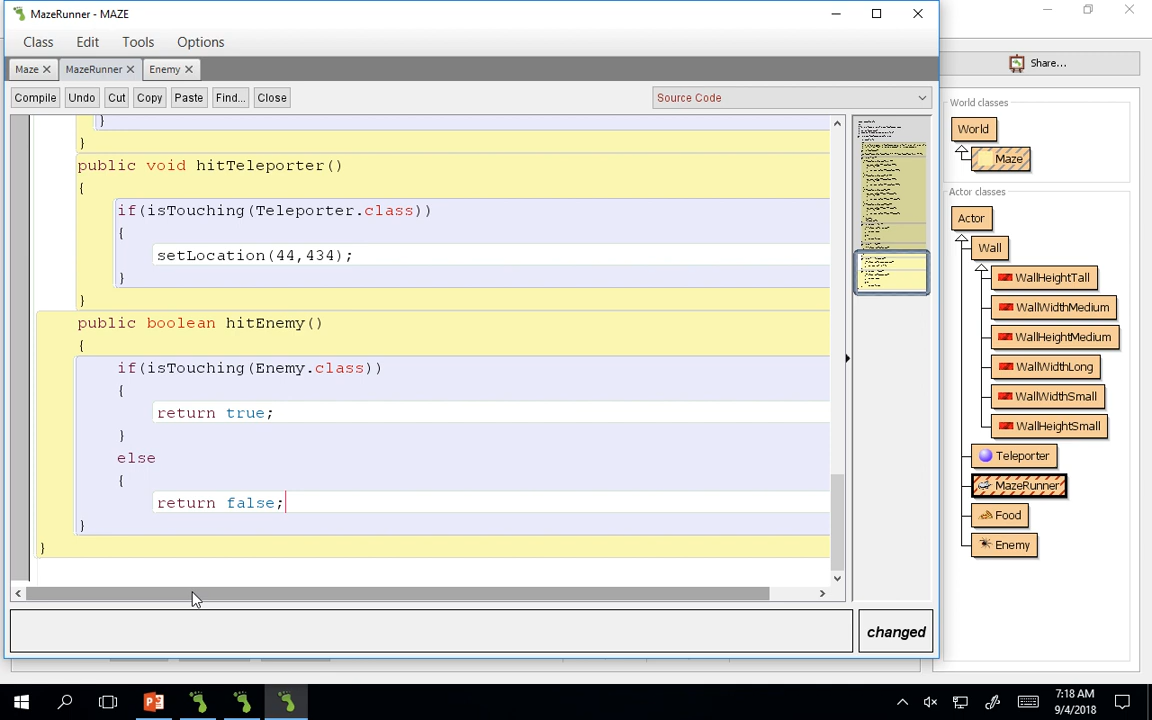 MazeRunner - MAZE
Class Edit Tools Options
Maze MazeRunner Enemy
Compile Undo Cut Copy Paste Find... Close
Source Code
}
}
public void hitTeleporter()
{
if(isTouching(Teleporter.class))
{
setLocation(44,434);
}
}
public boolean hitEnemy()
{
if(isTouching(Enemy.class))
{
return true;
}
else
{
return false;
}
}
changed
Share...
World classes
World
Maze
Actor classes
Actor
Wall
WallHeightTall
WallWidthMedium
WallHeightMedium
WallWidthLong
WallWidthSmall
WallHeightSmall
Teleporter
MazeRunner
Food
Enemy
7:18 AM
9/4/2018